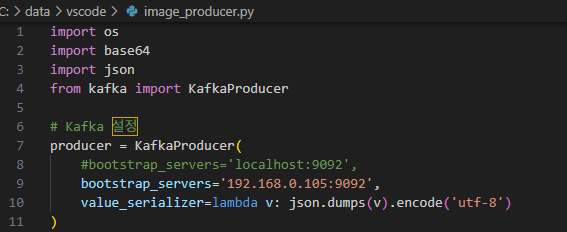 C: > data > vscode > image_producer.py
1 import os
2 import base64
3 import json
4 from kafka import KafkaProducer
5
6 # Kafka 설정
7 producer = KafkaProducer(
8     #bootstrap_servers='localhost:9092',
9     bootstrap_servers='192.168.0.105:9092',
10     value_serializer=lambda v: json.dumps(v).encode('utf-8')
11 )